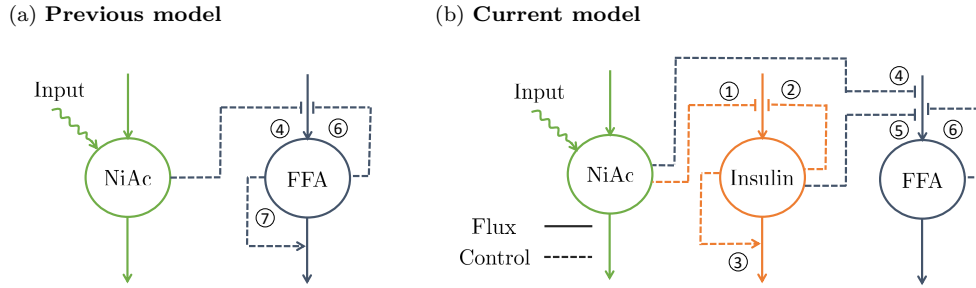 (a) Previous model
Input
NiAc
④ ⑥
FFA
⑦
(b) Current model
Input
NiAc
① ②
Insulin
③
④
⑤ ⑥
FFA
Flux
Control